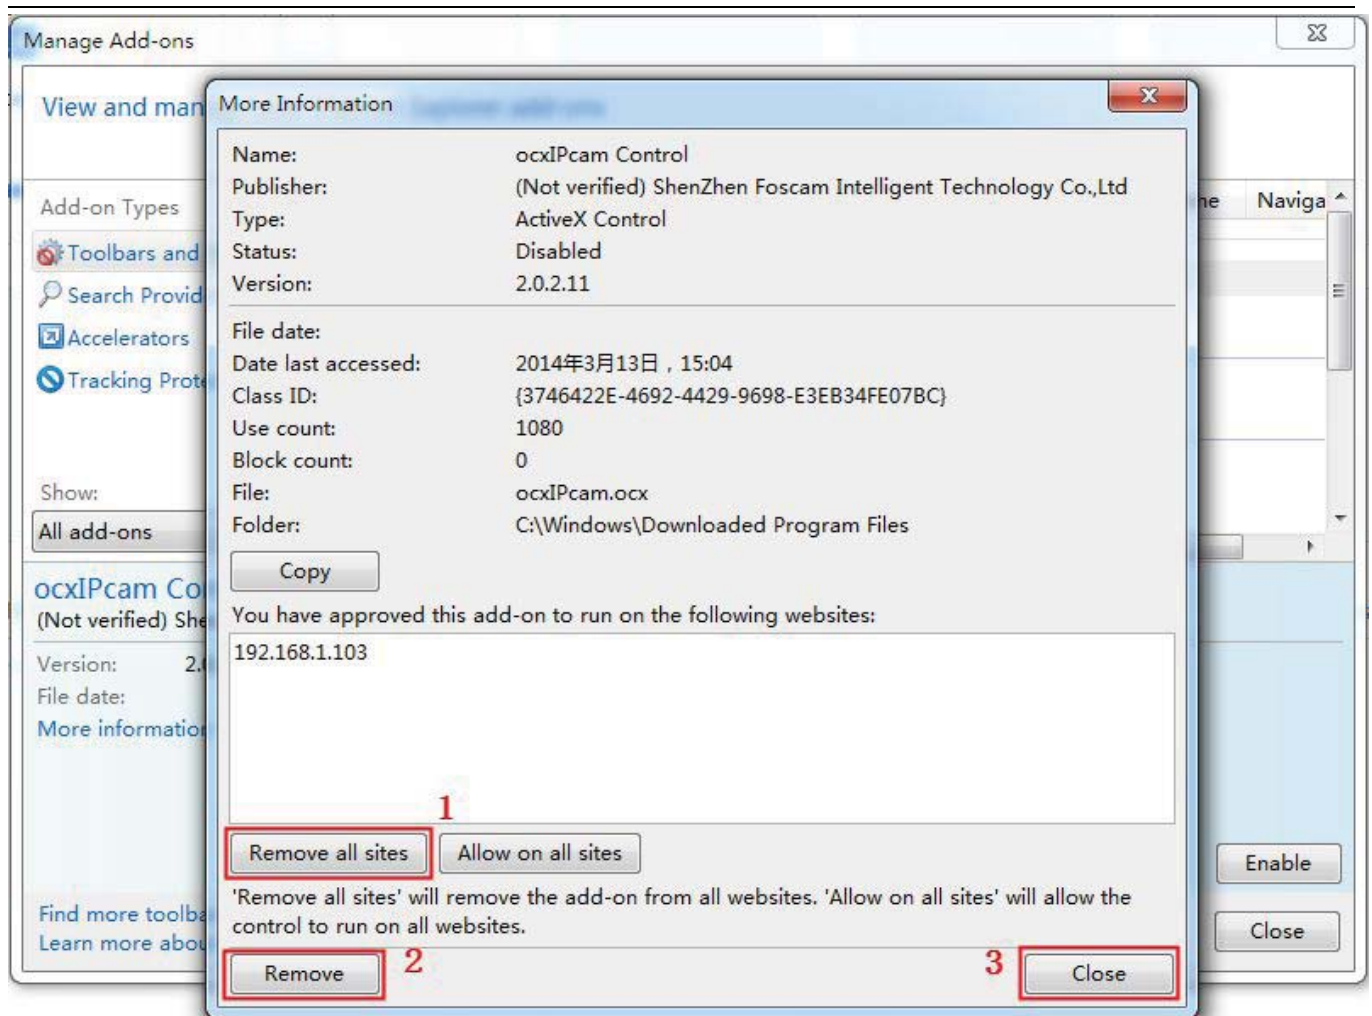 Manage Add-ons
View and man
More Information
Name: ocxIPcam Control
Publisher: (Not verified) ShenZhen Foscam Intelligent Technology Co.,Ltd
Type: ActiveX Control
Status: Disabled
Version: 2.0.2.11
File date:
Date last accessed: 2014年3月13日 , 15:04
Class ID: {3746422E-4692-4429-9698-E3EB34FE07BC}
Use count: 1080
Block count: 0
File: ocxIPcam.ocx
Folder: C:\Windows\Downloaded Program Files
Copy
You have approved this add-on to run on the following websites:
192.168.1.103
1
Remove all sites Allow on all sites
'Remove all sites' will remove the add-on from all websites. 'Allow on all sites' will allow the
control to run on all websites.
Remove 2 3 Close
Add-on Types
Toolbars and
Search Provid
Accelerators
Tracking Prote
Show:
All add-ons
ocxIPcam Co
(Not verified) She
Version: 2.0
File date:
More information
Find more toolba
Learn more abou
ne Naviga
Enable
Close